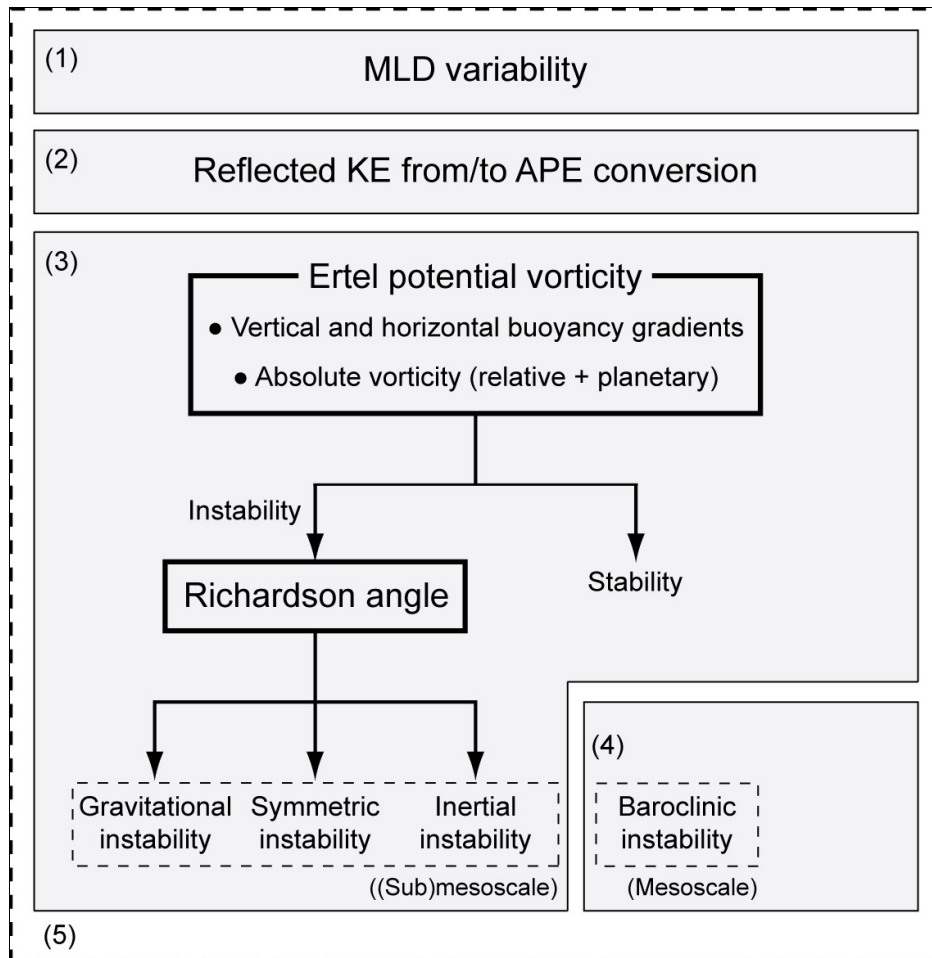 (1)
MLD variability
(2)
Reflected KE from/to APE conversion
(3)
Ertel potential vorticity
● Vertical and horizontal buoyancy gradients
● Absolute vorticity (relative + planetary)
Instability
Stability
Richardson angle
Gravitational
instability
Symmetric
instability
Inertial
instability
((Sub)mesoscale)
(4)
Baroclinic
instability
(Mesoscale)
(5)